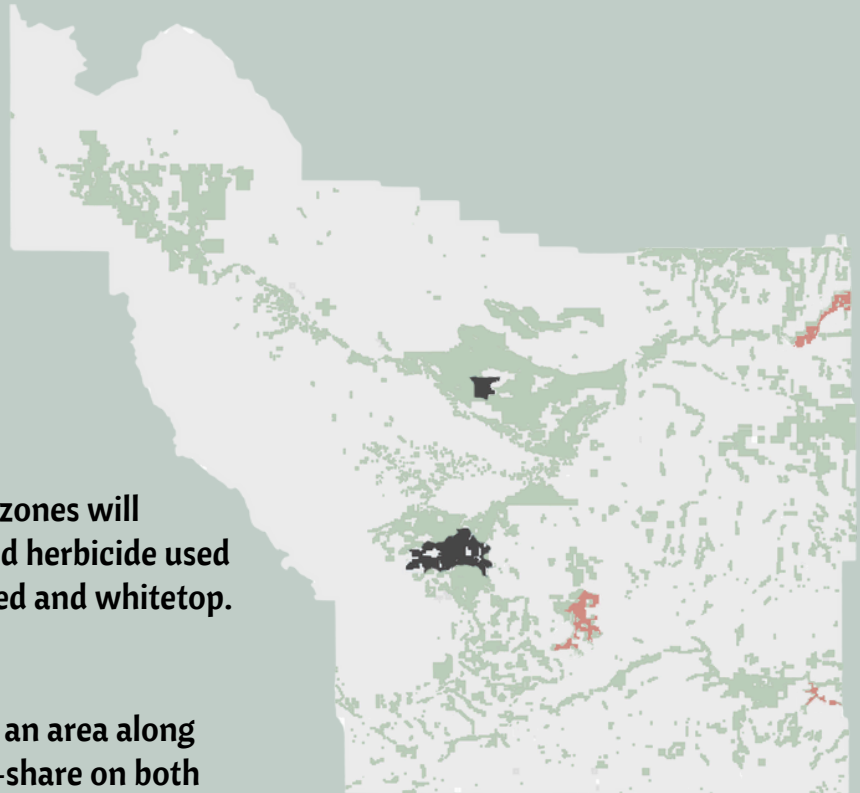 zones will
d herbicide used
ed and whitetop.
an area along
-share on both